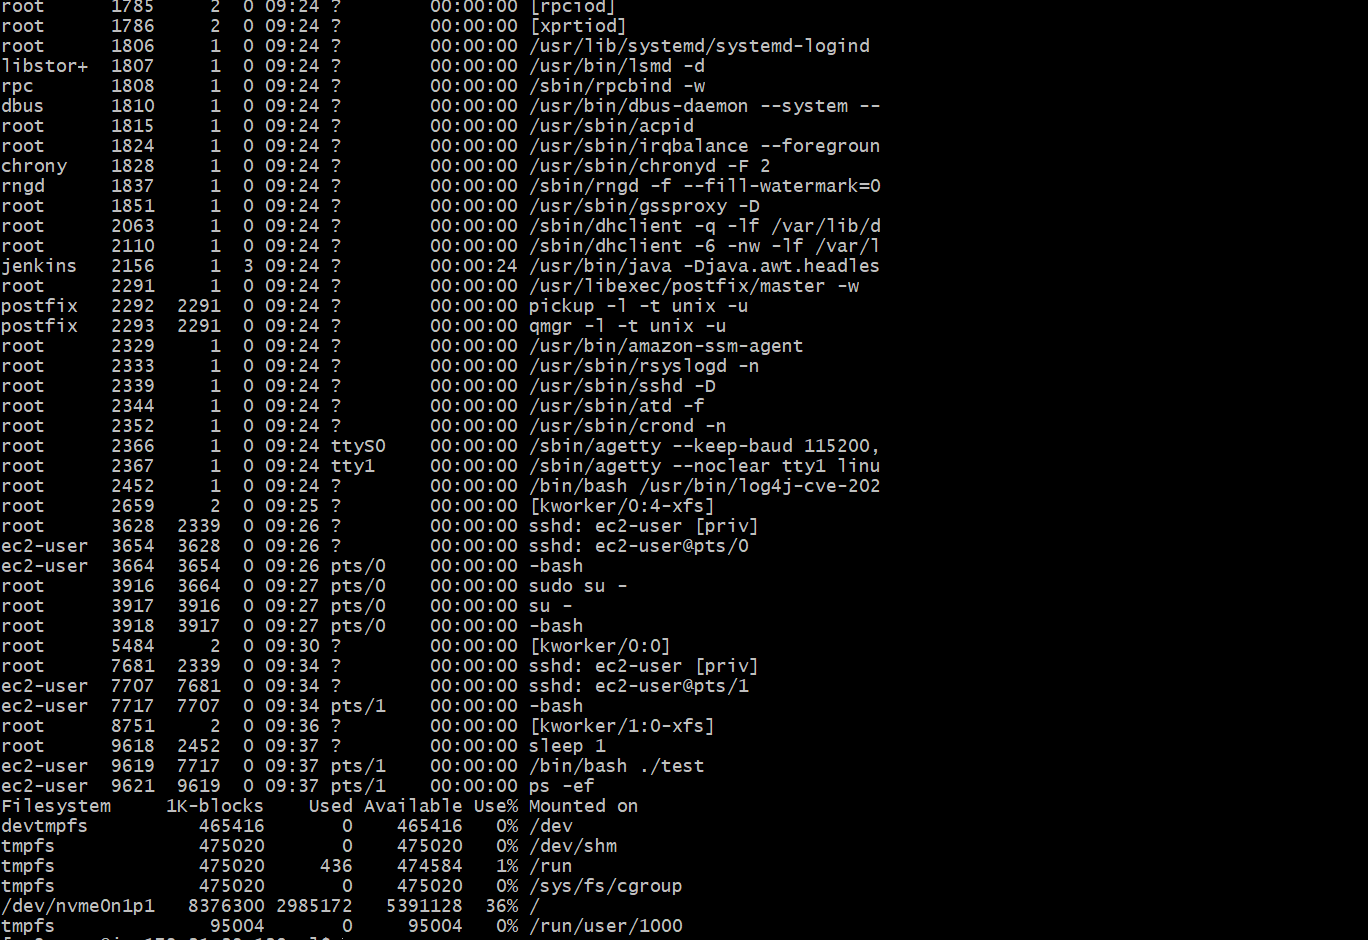 root 1785 2 0 09:24 ? 00:00:00 [rpciod]
root 1786 2 0 09:24 ? 00:00:00 [xprtiod]
root 1806 1 0 09:24 ? 00:00:00 /usr/lib/systemd/systemd-logind
libstor+ 1807 1 0 09:24 ? 00:00:00 /usr/bin/lsmd -d
rpc 1808 1 0 09:24 ? 00:00:00 /sbin/rpcbind -w
dbus 1810 1 0 09:24 ? 00:00:00 /usr/bin/dbus-daemon --system --
root 1815 1 0 09:24 ? 00:00:00 /usr/sbin/acpid
root 1824 1 0 09:24 ? 00:00:00 /usr/sbin/irqbalance --foregroun
chrony 1828 1 0 09:24 ? 00:00:00 /usr/sbin/chronyd -F 2
rngd 1837 1 0 09:24 ? 00:00:00 /sbin/rngd -f --fill-watermark=0
root 1851 1 0 09:24 ? 00:00:00 /usr/sbin/gssproxy -D
root 2063 1 0 09:24 ? 00:00:00 /sbin/dhclient -q -lf /var/lib/d
root 2110 1 0 09:24 ? 00:00:00 /sbin/dhclient -6 -nw -lf /var/l
jenkins 2156 1 3 09:24 ? 00:00:24 /usr/bin/java -Djava.awt.headles
root 2291 1 0 09:24 ? 00:00:00 /usr/libexec/postfix/master -w
postfix 2292 2291 0 09:24 ? 00:00:00 pickup -l -t unix -u
postfix 2293 2291 0 09:24 ? 00:00:00 qmgr -l -t unix -u
root 2329 1 0 09:24 ? 00:00:00 /usr/bin/amazon-ssm-agent
root 2333 1 0 09:24 ? 00:00:00 /usr/sbin/rsyslogd -n
root 2339 1 0 09:24 ? 00:00:00 /usr/sbin/sshd -D
root 2344 1 0 09:24 ? 00:00:00 /usr/sbin/atd -f
root 2352 1 0 09:24 ? 00:00:00 /usr/sbin/crond -n
root 2366 1 0 09:24 ttyS0 00:00:00 /sbin/agetty --keep-baud 115200,
root 2367 1 0 09:24 tty1 00:00:00 /sbin/agetty --noclear tty1 linu
root 2452 1 0 09:24 ? 00:00:00 /bin/bash /usr/bin/log4j-cve-202
root 2659 2 0 09:25 ? 00:00:00 [kworker/0:4-xfs]
root 3628 2339 0 09:26 ? 00:00:00 sshd: ec2-user [priv]
ec2-user 3654 3628 0 09:26 ? 00:00:00 sshd: ec2-user@pts/0
ec2-user 3664 3654 0 09:26 pts/0 00:00:00 -bash
root 3916 3664 0 09:27 pts/0 00:00:00 sudo su -
root 3917 3916 0 09:27 pts/0 00:00:00 su -
root 3918 3917 0 09:27 pts/0 00:00:00 -bash
root 5484 2 0 09:30 ? 00:00:00 [kworker/0:0]
root 7681 2339 0 09:34 ? 00:00:00 sshd: ec2-user [priv]
ec2-user 7707 7681 0 09:34 ? 00:00:00 sshd: ec2-user@pts/1
ec2-user 7717 7707 0 09:34 pts/1 00:00:00 -bash
root 8751 2 0 09:36 ? 00:00:00 [kworker/1:0-xfs]
root 9618 2452 0 09:37 ? 00:00:00 sleep 1
ec2-user 9619 7717 0 09:37 pts/1 00:00:00 /bin/bash ./test
ec2-user 9621 9619 0 09:37 pts/1 00:00:00 ps -ef
Filesystem 1K-blocks Used Available Use% Mounted on
devtmpfs 465416 0 465416 0% /dev
tmpfs 475020 0 475020 0% /dev/shm
tmpfs 475020 436 474584 1% /run
tmpfs 475020 0 475020 0% /sys/fs/cgroup
/dev/nvme0n1p1 8376300 2985172 5391128 36% /
tmpfs 95004 0 95004 0% /run/user/1000